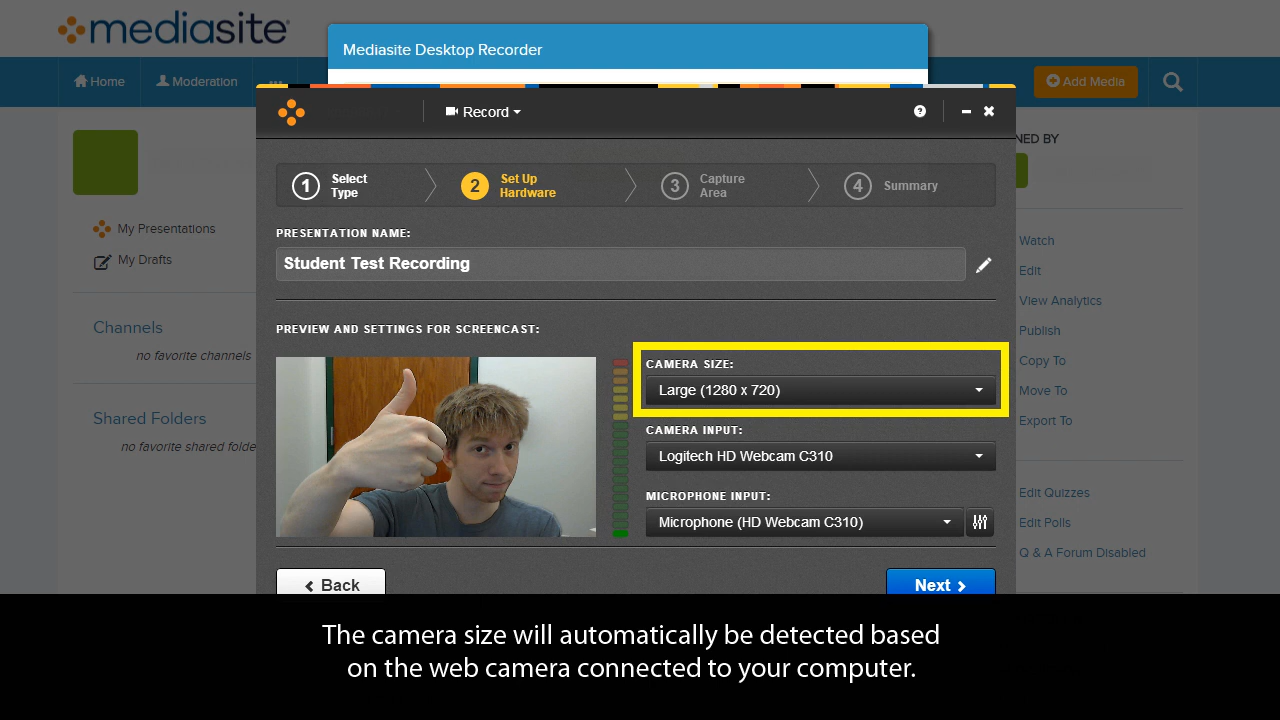 mediasite
Mediasite Desktop Recorder
Home
Moderation
...
Add Media
Record
1 Select Type
2 Set Up Hardware
3 Capture Area
4 Summary
NED BY
PRESENTATION NAME:
Student Test Recording
My Presentations
My Drafts
Channels
no favorite channels
Shared Folders
no favorite shared folde
PREVIEW AND SETTINGS FOR SCREENCAST:
CAMERA SIZE:
Large (1280 x 720)
CAMERA INPUT:
Logitech HD Webcam C310
MICROPHONE INPUT:
Microphone (HD Webcam C310)
Back
Next
Watch
Edit
View Analytics
Publish
Copy To
Move To
Export To
Edit Quizzes
Edit Polls
Q & A Forum Disabled
The camera size will automatically be detected based
on the web camera connected to your computer.